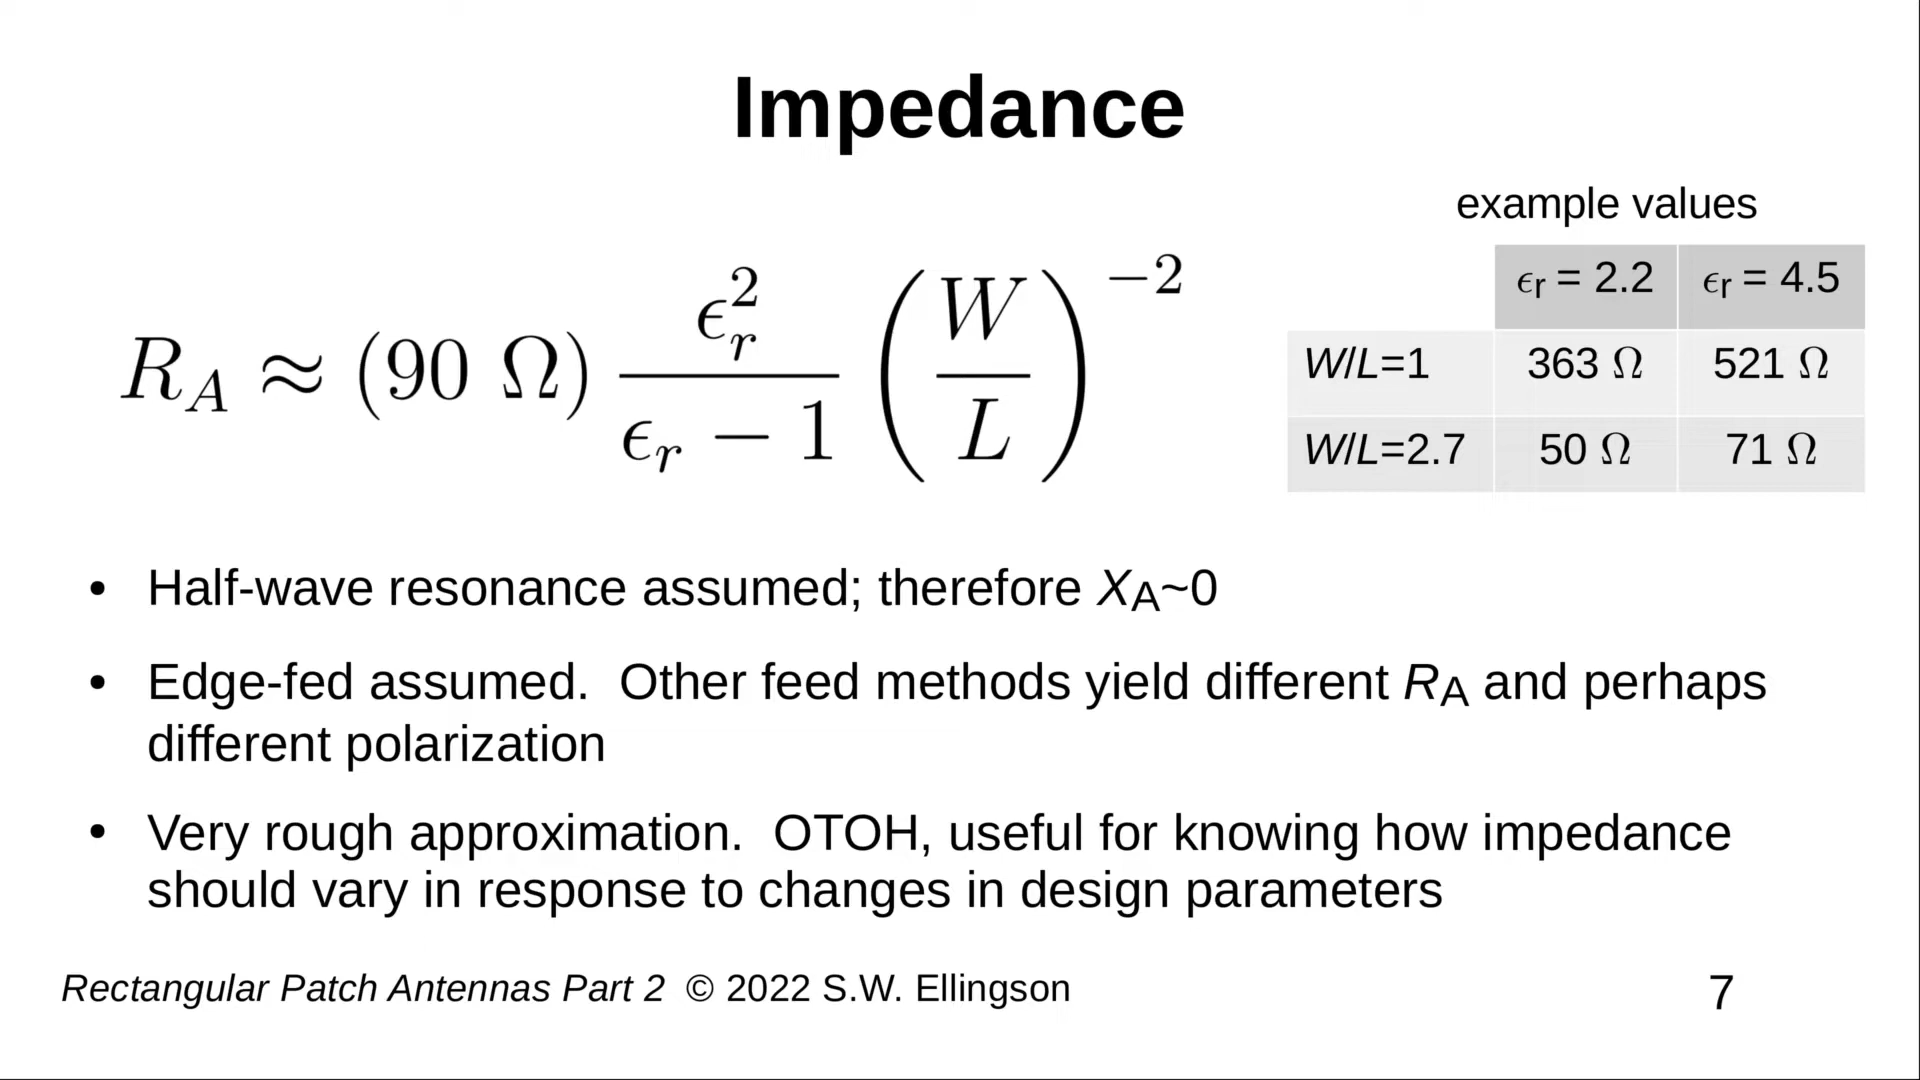 Impedance
example values
R_A ≈ (90 Ω) ϵ_r^2 / (ϵ_r − 1) (W/L)^−2
ϵr = 2.2 ϵr = 4.5
W/L=1 363 Ω 521 Ω
W/L=2.7 50 Ω 71 Ω
• Half-wave resonance assumed; therefore XA~0
• Edge-fed assumed. Other feed methods yield different RA and perhaps
different polarization
• Very rough approximation. OTOH, useful for knowing how impedance
should vary in response to changes in design parameters
Rectangular Patch Antennas Part 2 © 2022 S.W. Ellingson
7